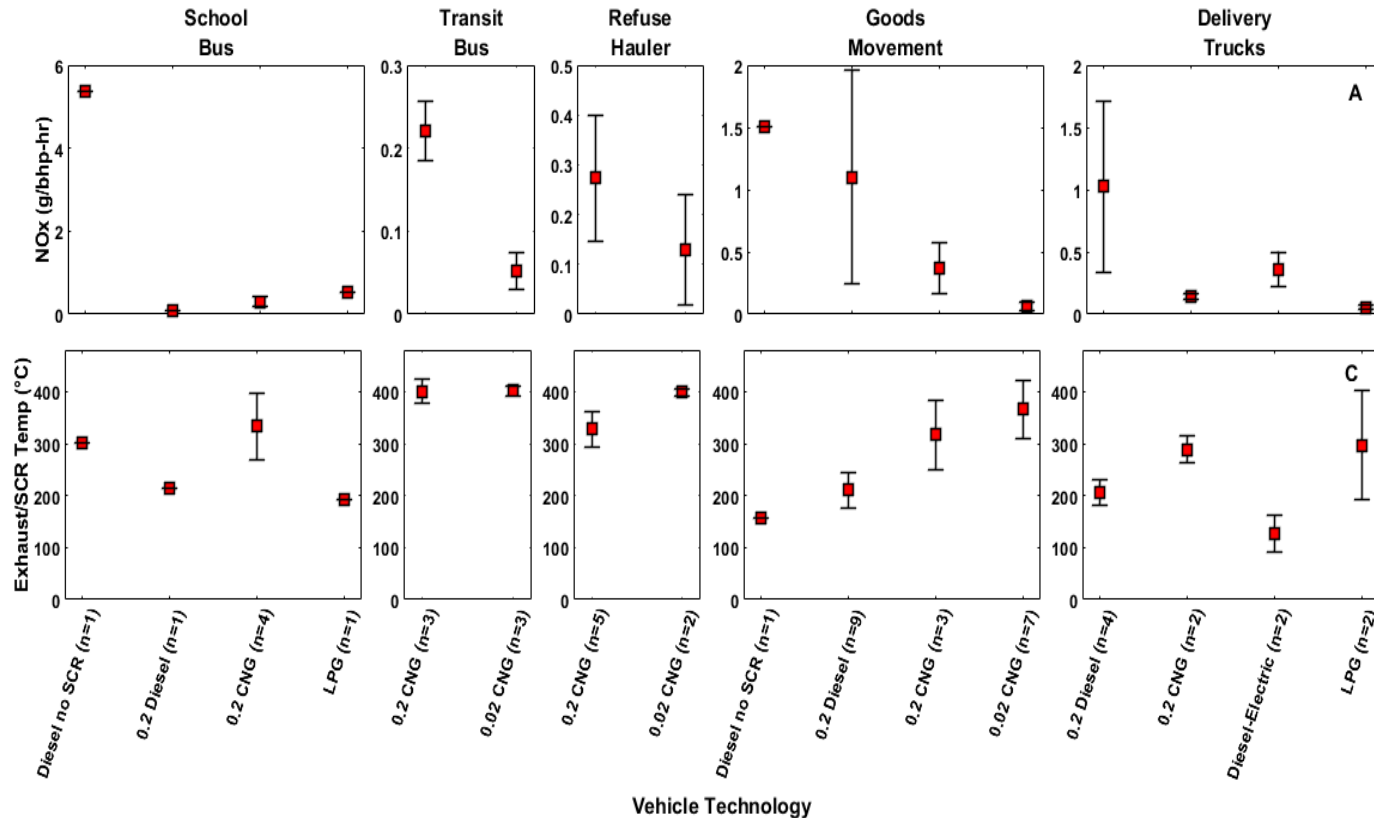 School
Bus
Transit
Bus
Refuse
Hauler
Goods
Movement
Delivery
Trucks
NOx (g/bhp-hr)
6
4
2
0
0.3
0.2
0.1
0
0.5
0.4
0.3
0.2
0.1
0
2
1.5
1
0.5
0
2
1.5
1
0.5
0
A
Exhaust/SCR Temp (°C)
400
300
200
100
0
400
300
200
100
0
400
300
200
100
0
400
300
200
100
0
400
300
200
100
0
C
Diesel no SCR (n=1)
0.2 Diesel (n=1)
0.2 CNG (n=4)
LPG (n=1)
0.2 CNG (n=3)
0.02 CNG (n=3)
0.2 CNG (n=5)
0.02 CNG (n=2)
Diesel no SCR (n=1)
0.2 Diesel (n=9)
0.2 CNG (n=3)
0.02 CNG (n=7)
0.2 Diesel (n=4)
0.2 CNG (n=2)
Diesel-Electric (n=2)
LPG (n=2)
Vehicle Technology